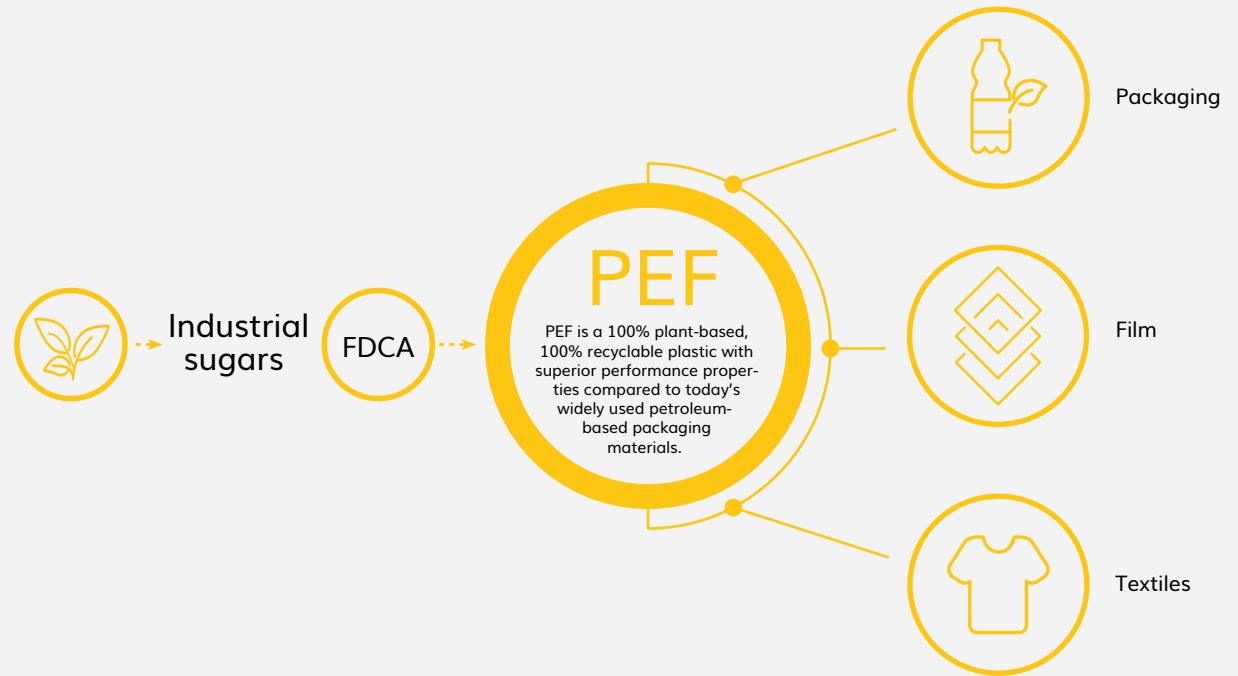 Industrial
sugars
FDCA
PEF
PEF is a 100% plant-based,
100% recyclable plastic with
superior performance proper-
ties compared to today's
widely used petroleum-
based packaging
materials.
Packaging
Film
Textiles